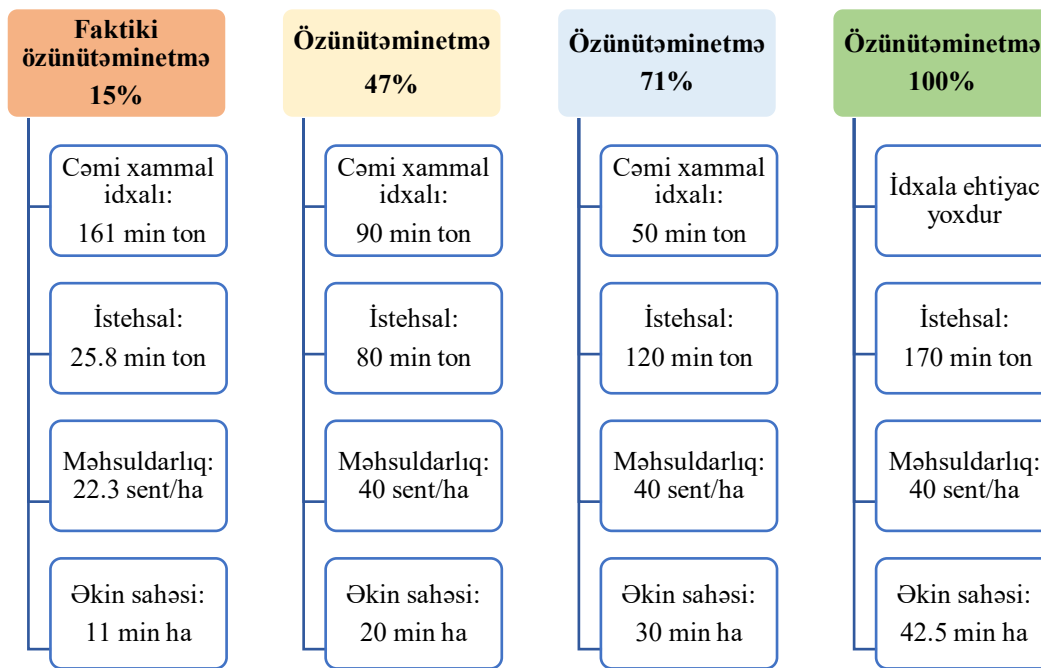 Faktiki
özünütəminetmə
15%
Cəmi xammal
idxalı:
161 min ton
İstehsal:
25.8 min ton
Məhsuldarlıq:
22.3 sent/ha
Əkin sahəsi:
11 min ha
Özünütəminetmə
47%
Cəmi xammal
idxalı:
90 min ton
İstehsal:
80 min ton
Məhsuldarlıq:
40 sent/ha
Əkin sahəsi:
20 min ha
Özünütəminetmə
71%
Cəmi xammal
idxalı:
50 min ton
İstehsal:
120 min ton
Məhsuldarlıq:
40 sent/ha
Əkin sahəsi:
30 min ha
Özünütəminetmə
100%
İdxala ehtiyac
yoxdur
İstehsal:
170 min ton
Məhsuldarlıq:
40 sent/ha
Əkin sahəsi:
42.5 min ha